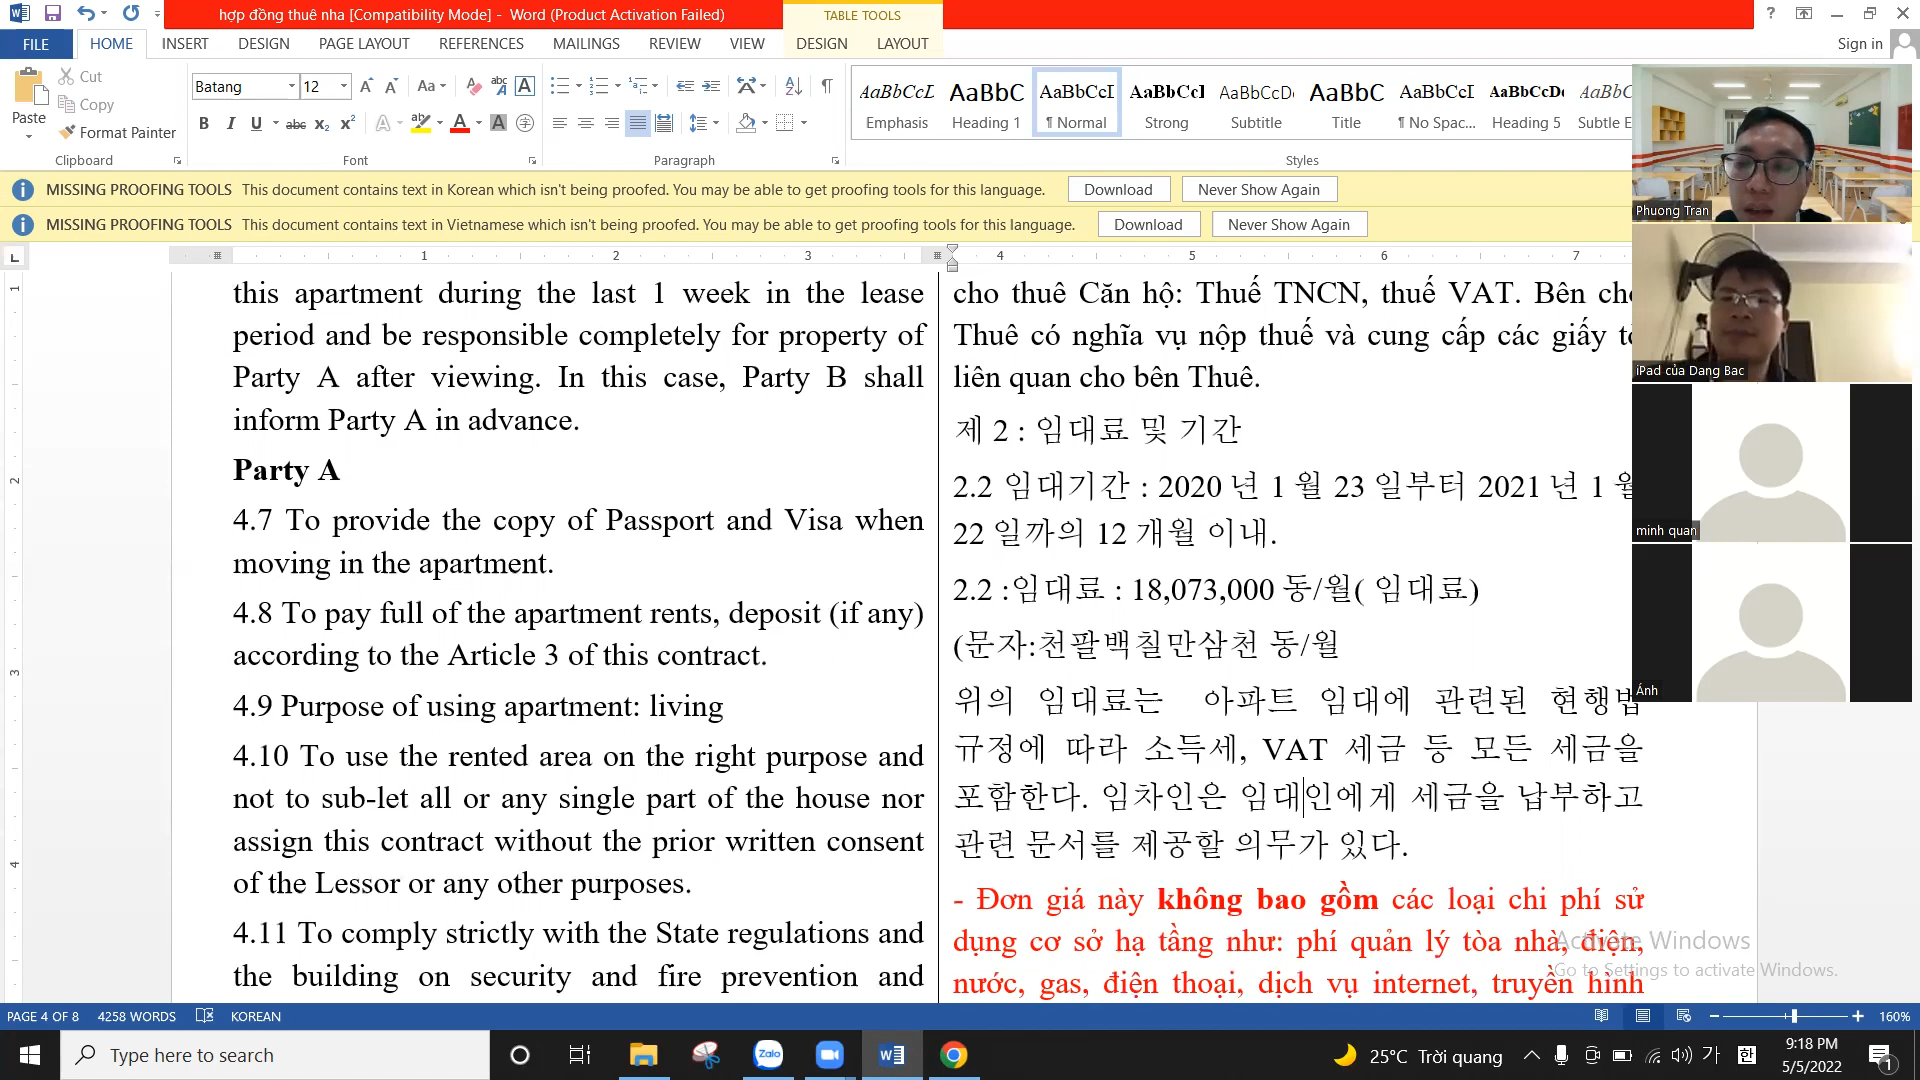 hợp đồng thuê nha [Compatibility Mode] - Word (Product Activation Failed)
TABLE TOOLS
FILE HOME INSERT DESIGN PAGE LAYOUT REFERENCES MAILINGS REVIEW VIEW DESIGN LAYOUT Sign in
Paste
Cut
Copy
Format Painter
Batang 12
AaBbCcI AaBbC AaBbCcI AaBbCcI AaBbCcDı AaBbC AaBbCcI AaBbCcDı AaBbC
Emphasis Heading 1 ¶ Normal Strong Subtitle Title ¶ No Spac... Heading 5 Subtle E
Clipboard Font Paragraph Styles
MISSING PROOFING TOOLS This document contains text in Korean which isn't being proofed. You may be able to get proofing tools for this language. Download Never Show Again
MISSING PROOFING TOOLS This document contains text in Vietnamese which isn't being proofed. You may be able to get proofing tools for this language. Download Never Show Again
1 2 3 4 5 6 7
this apartment during the last 1 week in the lease
period and be responsible completely for property of
Party A after viewing. In this case, Party B shall
inform Party A in advance.
Party A
4.7 To provide the copy of Passport and Visa when
moving in the apartment.
4.8 To pay full of the apartment rents, deposit (if any)
according to the Article 3 of this contract.
4.9 Purpose of using apartment: living
4.10 To use the rented area on the right purpose and
not to sub-let all or any single part of the house nor
assign this contract without the prior written consent
of the Lessor or any other purposes.
4.11 To comply strictly with the State regulations and
the building on security and fire prevention and
cho thuê Căn hộ: Thuế TNCN, thuế VAT. Bên cho
Thuê có nghĩa vụ nộp thuế và cung cấp các giấy tờ
liên quan cho bên Thuê.
제 2 : 임대료 및 기간
2.2 임대기간 : 2020 년 1 월 23 일부터 2021 년 1 월
22 일까의 12 개월 이내.
2.2 :임대료 : 18,073,000 동/월( 임대료)
(문자:천팔백칠만삼천 동/월
위의 임대료는 아파트 임대에 관련된 현행법
규정에 따라 소득세, VAT 세금 등 모든 세금을
포함한다. 임차인은 임대인에게 세금을 납부하고
관련 문서를 제공할 의무가 있다.
- Đơn giá này không bao gồm các loại chi phí sử
dụng cơ sở hạ tầng như: phí quản lý tòa nhà, điện,
nước, gas, điện thoại, dịch vụ internet, truyền hình
Phuong Tran
iPad của Dang Bac
minh quan
Ánh
Activate Windows
Go to Settings to activate Windows.
PAGE 4 OF 8 4258 WORDS KOREAN 160%
Type here to search
Zalo
25°C Trời quang
가 한
9:18 PM
5/5/2022
1